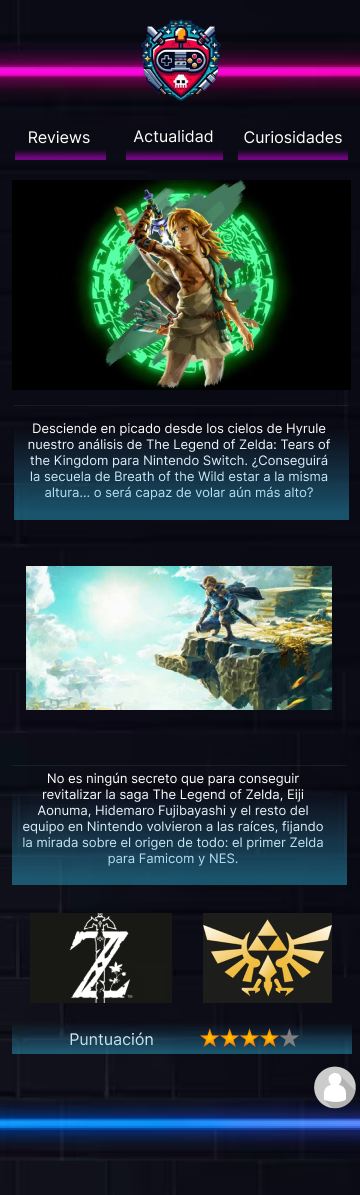 Reviews Actualidad Curiosidades
Desciende en picado desde los cielos de Hyrule
nuestro análisis de The Legend of Zelda: Tears of
the Kingdom para Nintendo Switch. ¿Conseguirá
la secuela de Breath of the Wild estar a la misma
altura... o será capaz de volar aún más alto?
No es ningún secreto que para conseguir
revitalizar la saga The Legend of Zelda, Eiji
Aonuma, Hidemaro Fujibayashi y el resto del
equipo en Nintendo volvieron a las raíces, fijando
la mirada sobre el origen de todo: el primer Zelda
para Famicom y NES.
Z
Puntuación